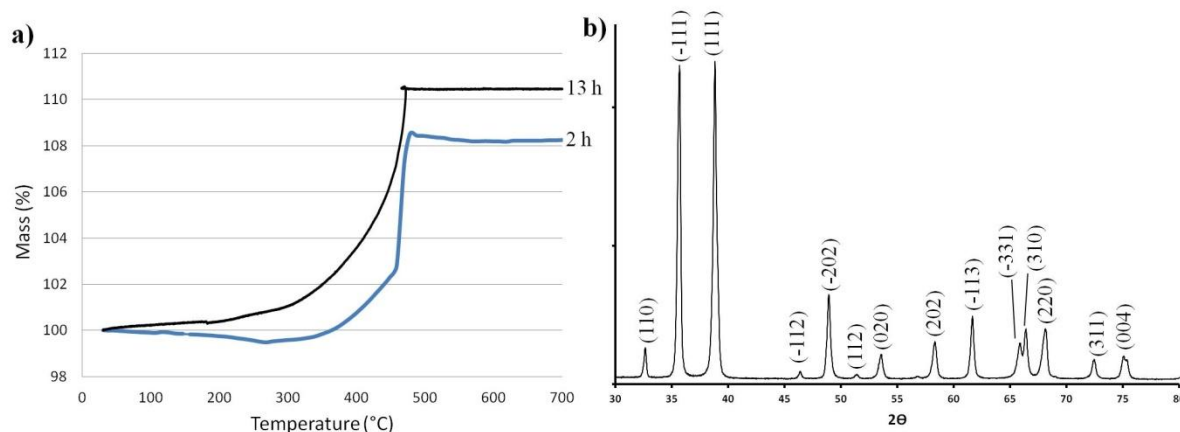 a)
112
110
108
106
104
102
100
98
Mass (%)
0 100 200 300 400 500 600 700
Temperature (°C)
13 h
2 h
b)
(110)
(-111)
(111)
(-112)
(-202)
(112)
(020)
(202)
(-113)
(-331)
(310)
(220)
(311)
(004)
30 35 40 45 50 55 60 65 70 75 80
2ϴ